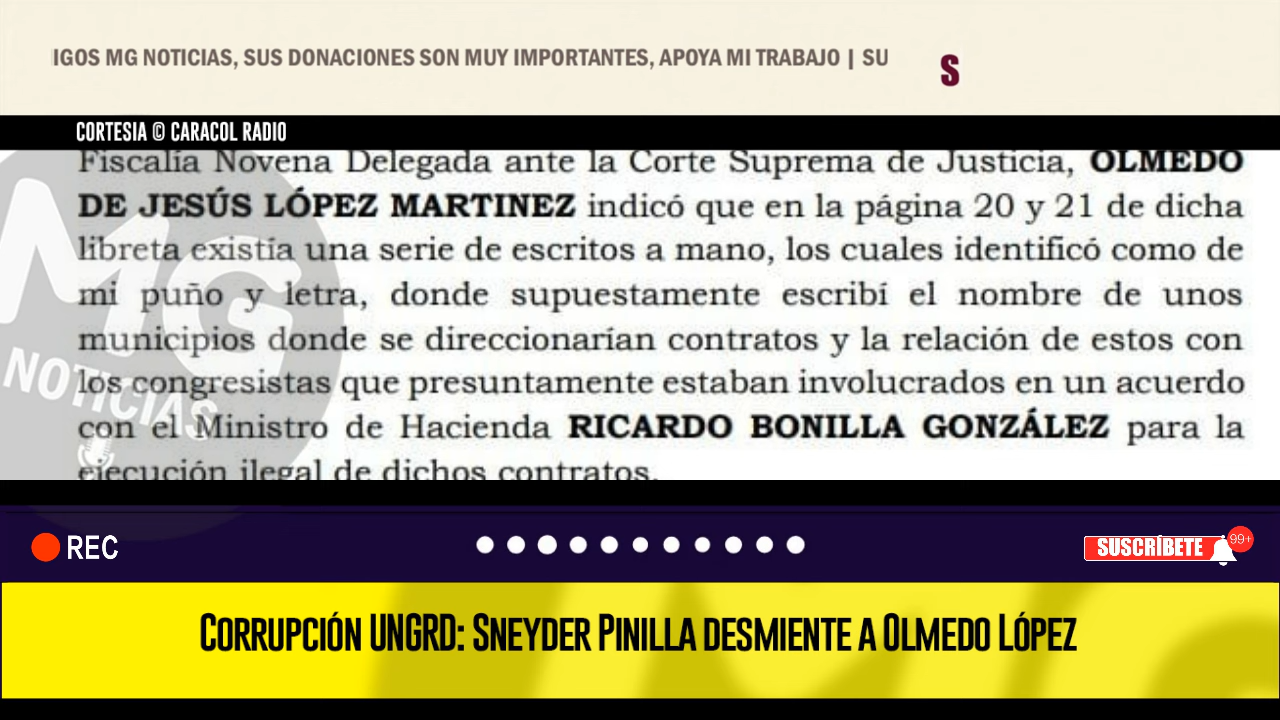 IGOS MG NOTICIAS, SUS DONACIONES SON MUY IMPORTANTES, APOYA MI TRABAJO | SU
S
CORTESIA © CARACOL RADIO
Fiscalía Novena Delegada ante la Corte Suprema de Justicia, OLMEDO
DE JESÚS LÓPEZ MARTINEZ indicó que en la página 20 y 21 de dicha
libreta existía una serie de escritos a mano, los cuales identificó como de
mi puño y letra, donde supuestamente escribí el nombre de unos
municipios donde se direccionarían contratos y la relación de estos con
los congresistas que presuntamente estaban involucrados en un acuerdo
con el Ministro de Hacienda RICARDO BONILLA GONZÁLEZ para la
ejecución ilegal de dichos contratos.
MG
NOTICIAS
REC
SUSCRÍBETE
99+
CORRUPCIÓN UNGRD: SNEYDER PINILLA DESMIENTE A OLMEDO LÓPEZ